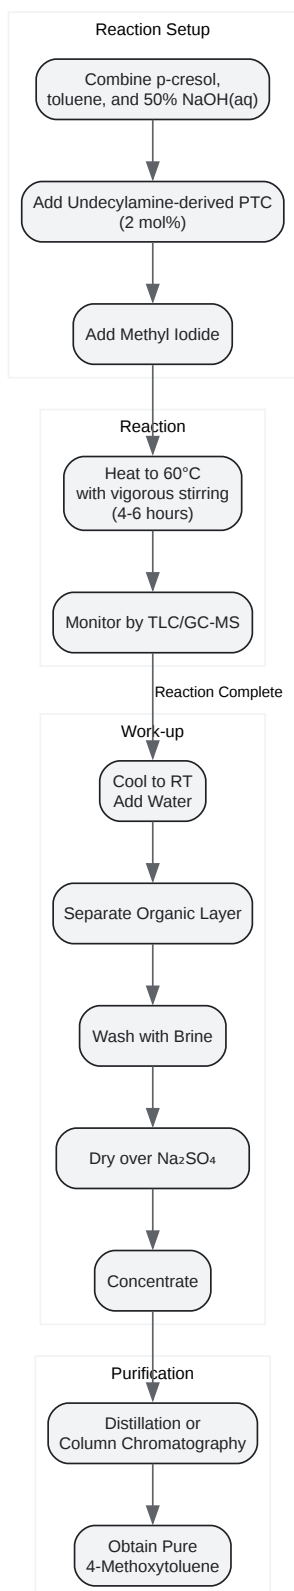 Reaction Setup
Combine p-cresol,
toluene, and 50% NaOH(aq)
Add Undecylamine-derived PTC
(2 mol%)
Add Methyl Iodide
Reaction
Heat to 60°C
with vigorous stirring
(4-6 hours)
Monitor by TLC/GC-MS
Reaction Complete
Work-up
Cool to RT
Add Water
Separate Organic Layer
Wash with Brine
Dry over Na₂SO₄
Concentrate
Purification
Distillation or
Column Chromatography
Obtain Pure
4-Methoxytoluene